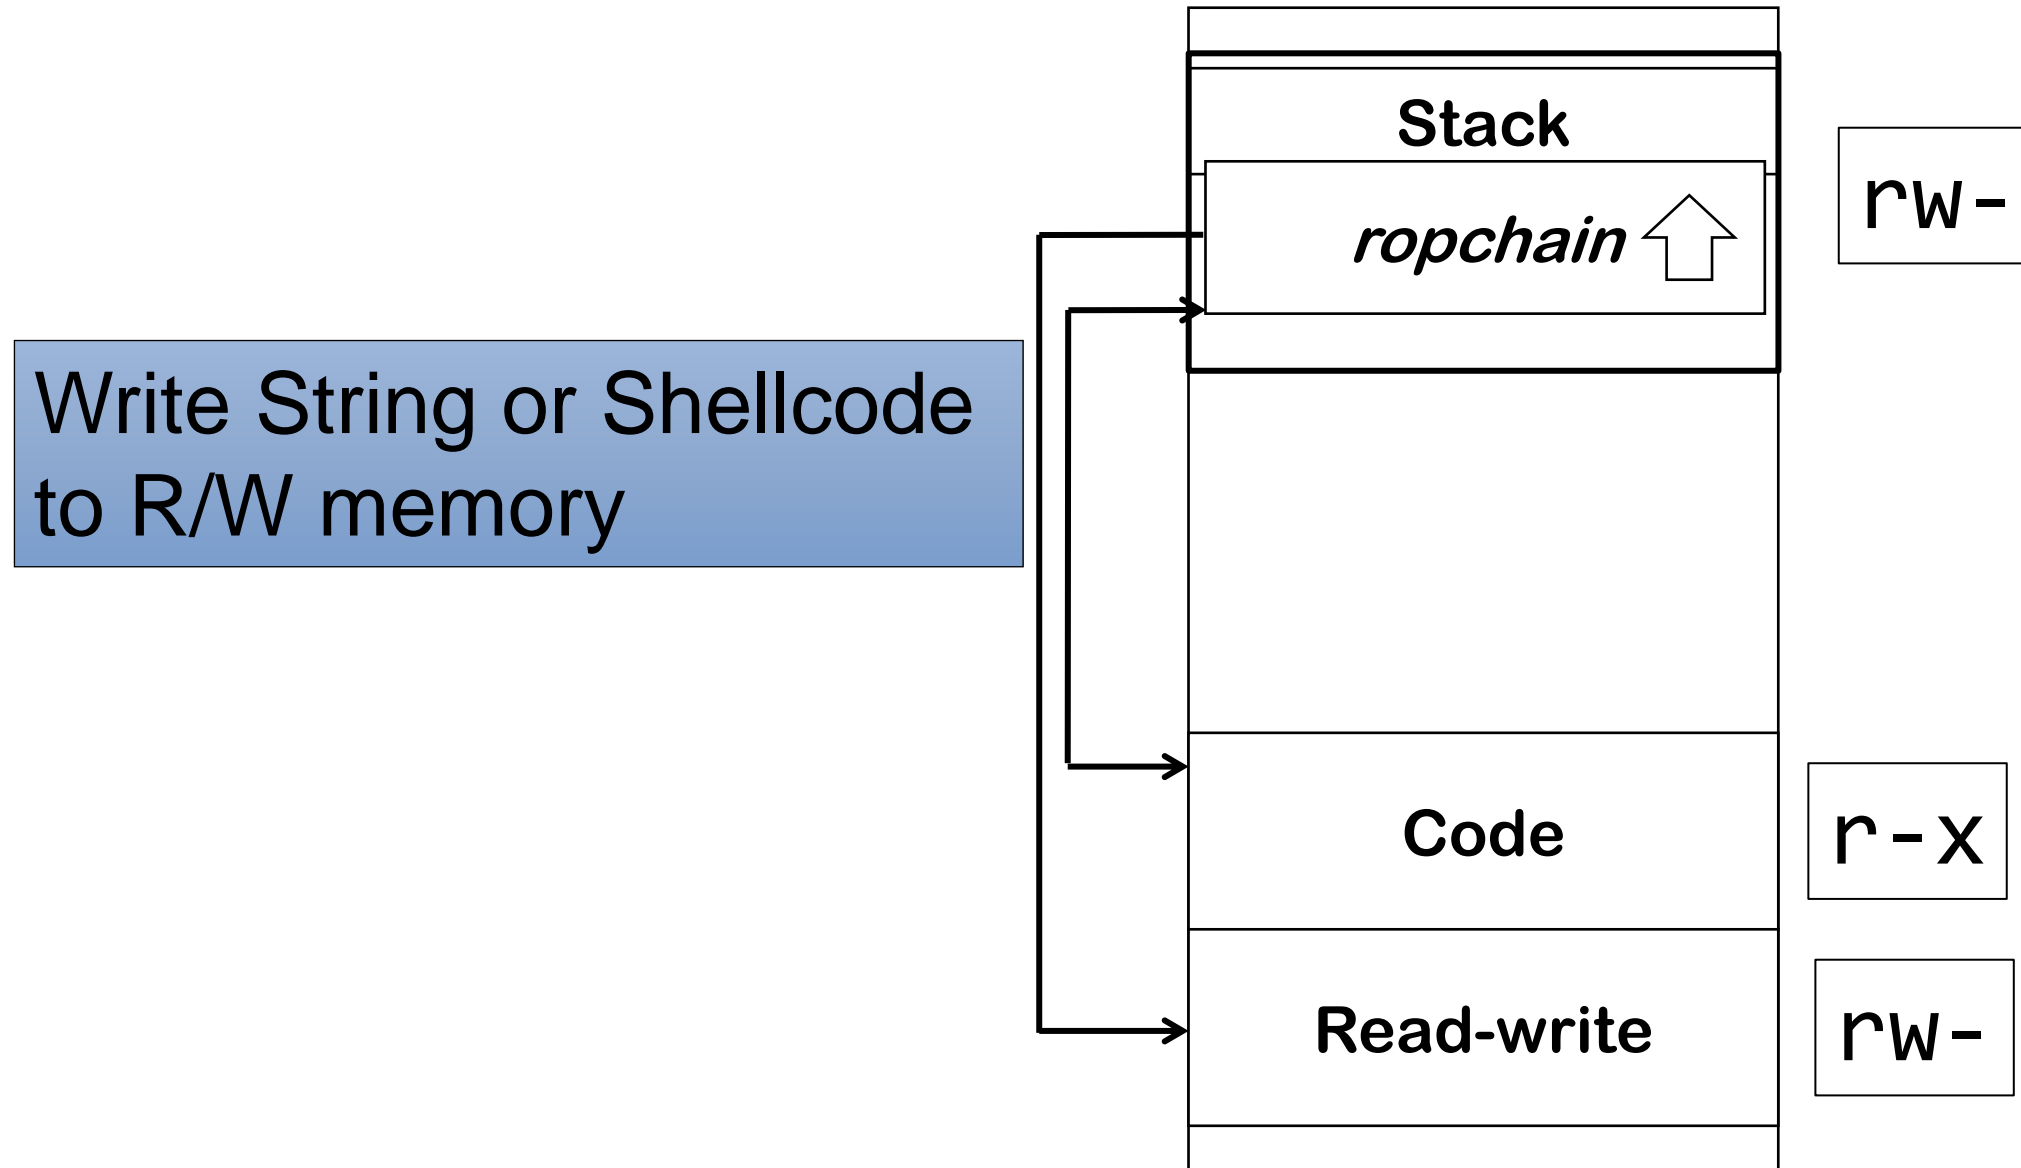 Stack
rw-
ropchain
Write String or Shellcode
to R/W memory
Code
r-x
Read-write
rw-